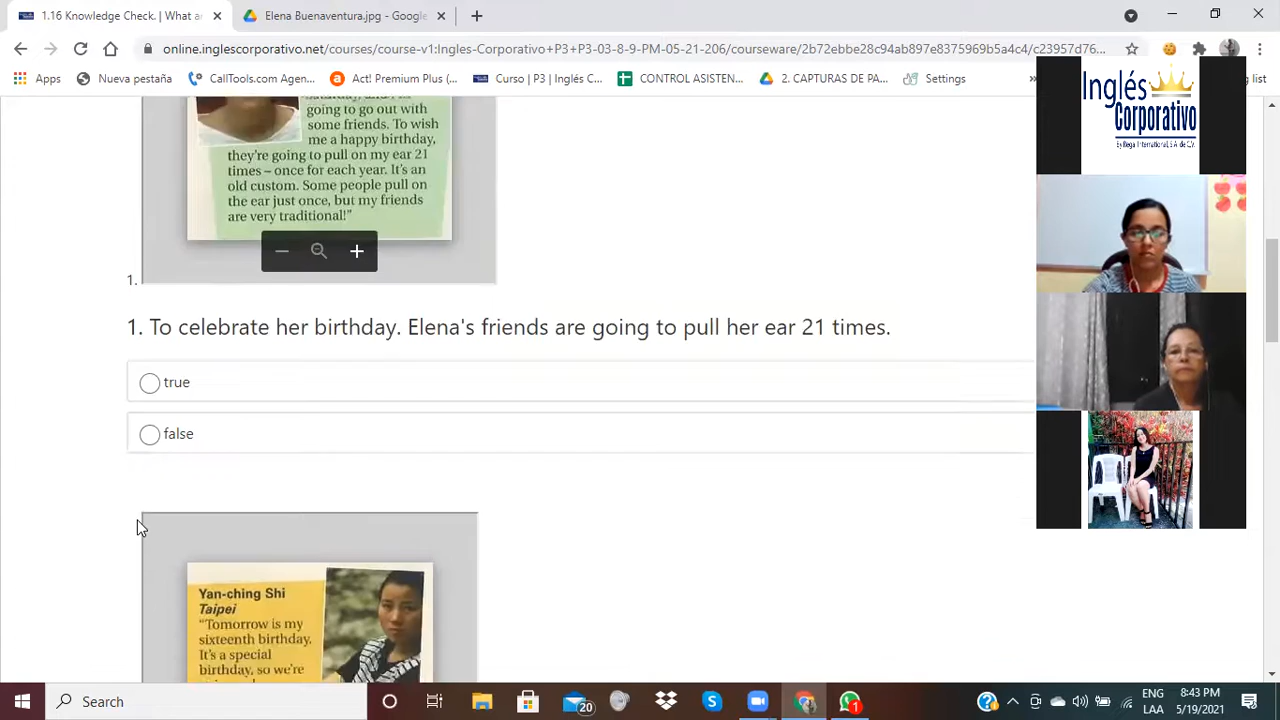 1.16 Knowledge Check. | What ar
Elena Buenaventura.jpg - Google
online.inglescorporativo.net/courses/course-v1:Ingles-Corporativo+P3+P3-03-8-9-PM-05-21-206/courseware/2b72ebbe28c94ab897e8375969b5a4c4/c23957d76...
Apps
Nueva pestaña
CallTools.com Agen...
Act! Premium Plus (...
Curso | P3 | Inglés C...
CONTROL ASISTEN...
2. CAPTURAS DE PA...
Settings
ng list
Inglés
Corporativo
going to go out with
some friends. To wish
me a happy birthday,
they're going to pull on my ear 21
times – once for each year. It's an
old custom. Some people pull on
the ear just once, but my friends
are very traditional!"
1.
1. To celebrate her birthday. Elena's friends are going to pull her ear 21 times.
true
false
Yan-ching Shi
Taipei
"Tomorrow is my
sixteenth birthday.
It's a special
birthday, so we're
Search
20
1
ENG
LAA
8:43 PM
5/19/2021